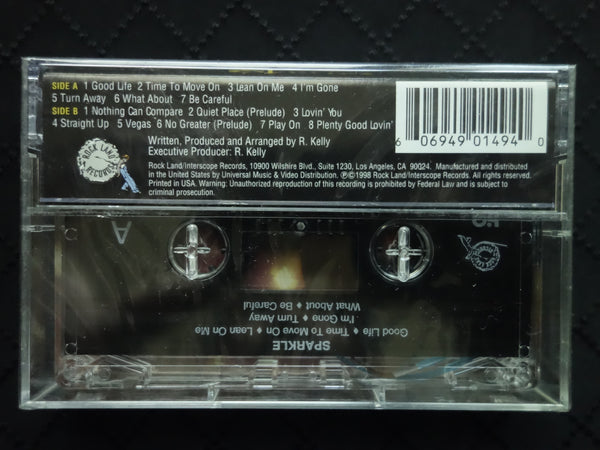 SIDE A 1 Good Life 2 Time To Move On 3 Lean On Me 4 I'm Gone
5 Turn Away 6 What About 7 Be Careful
SIDE B 1 Nothing Can Compare 2 Quiet Place (Prelude) 3 Lovin' You
4 Straight Up 5 Vegas 6 No Greater (Prelude) 7 Play On 8 Plenty Good Lovin'
Written, Produced and Arranged by R. Kelly
Executive Producer: R. Kelly
Rock Land/Interscope Records, 10900 Wilshire Blvd., Suite 1230, Los Angeles, CA 90024. Manufactured and distributed
in the United States by Universal Music & Video Distribution. ℗©1998 Rock Land/Interscope Records. All rights reserved.
Printed in USA. Warning: Unauthorized reproduction of this recording is prohibited by Federal Law and is subject to
criminal prosecution.
ROCK LAND
RECORDS
6 06949 01494 0
A
SPARKLE
Good Life ♦ Time To Move On ♦ Lean On Me
I'm Gone ♦ Turn Away
What About ♦ Be Careful